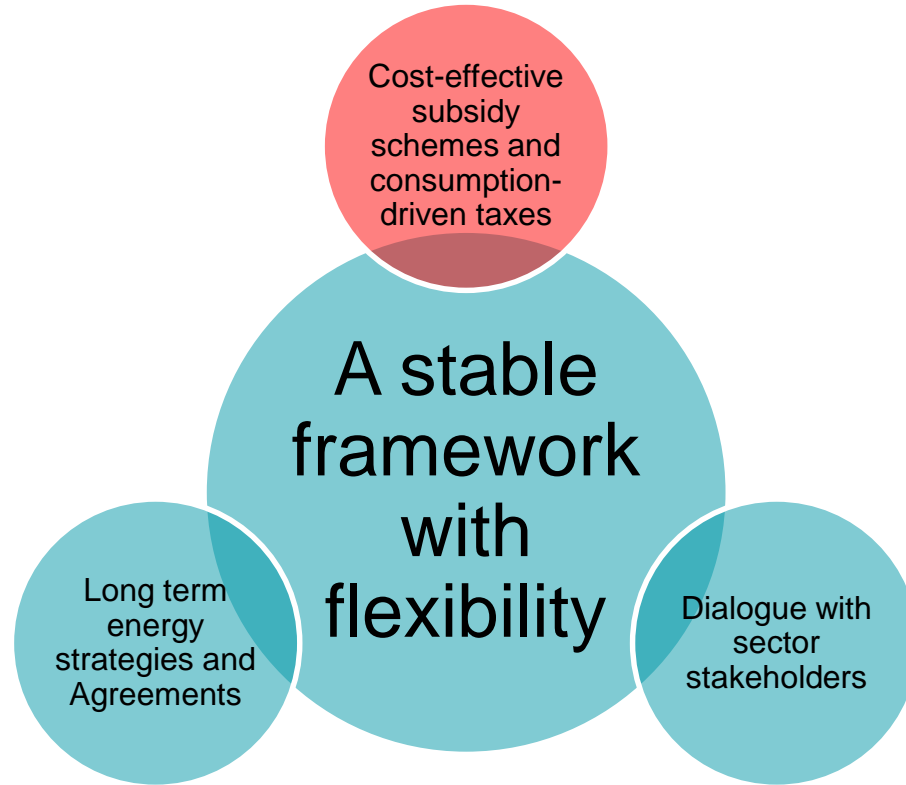 Cost-effective
subsidy
schemes and
consumption-
driven taxes
A stable
framework
with
flexibility
Long term
energy
strategies and
Agreements
Dialogue with
sector
stakeholders